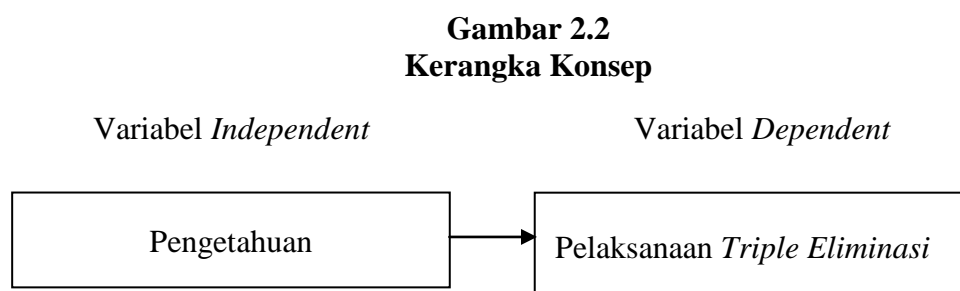 Gambar 2.2
Kerangka Konsep
Variabel Independent
Variabel Dependent
Pengetahuan
Pelaksanaan Triple Eliminasi